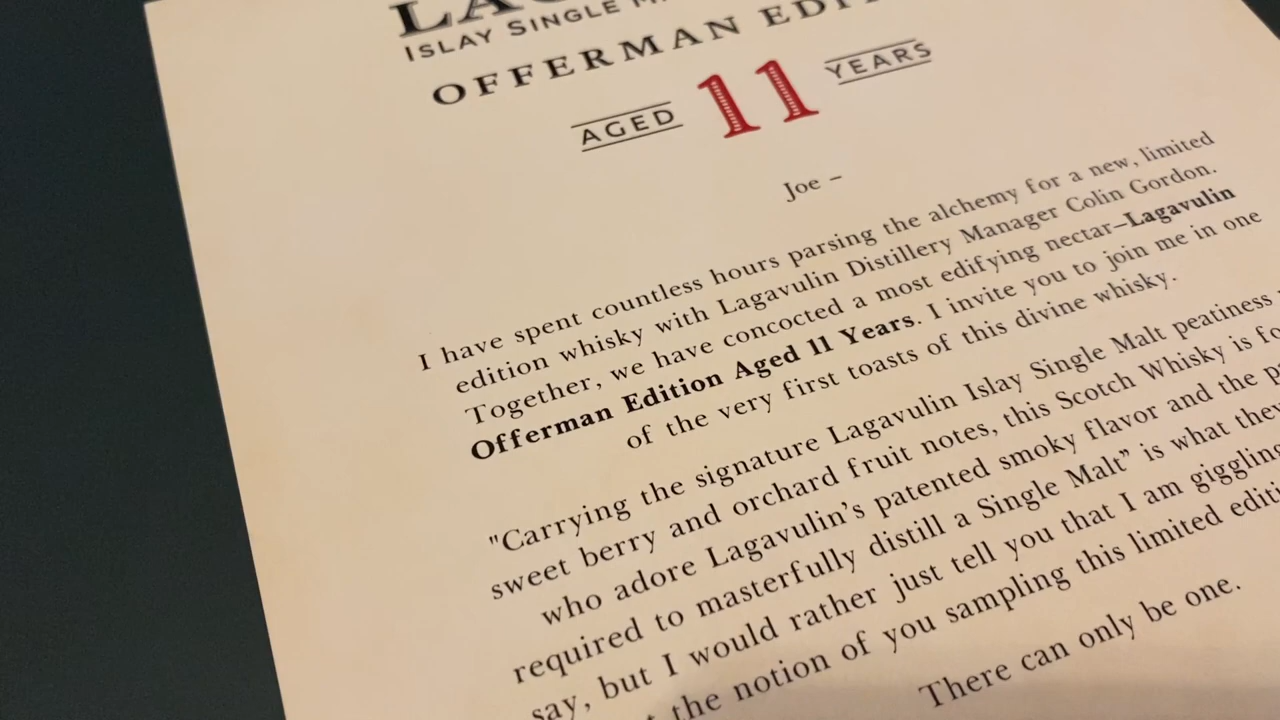 ISLAY SINGLE
OFFERMAN
AGED 11 YEARS
Joe –
I have spent countless hours parsing the alchemy for a new, limited
edition whisky with Lagavulin Distillery Manager Colin Gordon.
Together, we have concocted a most edifying nectar–Lagavulin
Offerman Edition Aged 11 Years. I invite you to join me in one
of the very first toasts of this divine whisky.
"Carrying the signature Lagavulin Islay Single Malt peatiness
sweet berry and orchard fruit notes, this Scotch Whisky is
who adore Lagavulin's patented smoky flavor and the
required to masterfully distill a Single Malt” is what
say, but I would rather just tell you that I am giggling
the notion of you sampling this limited
There can only be one.